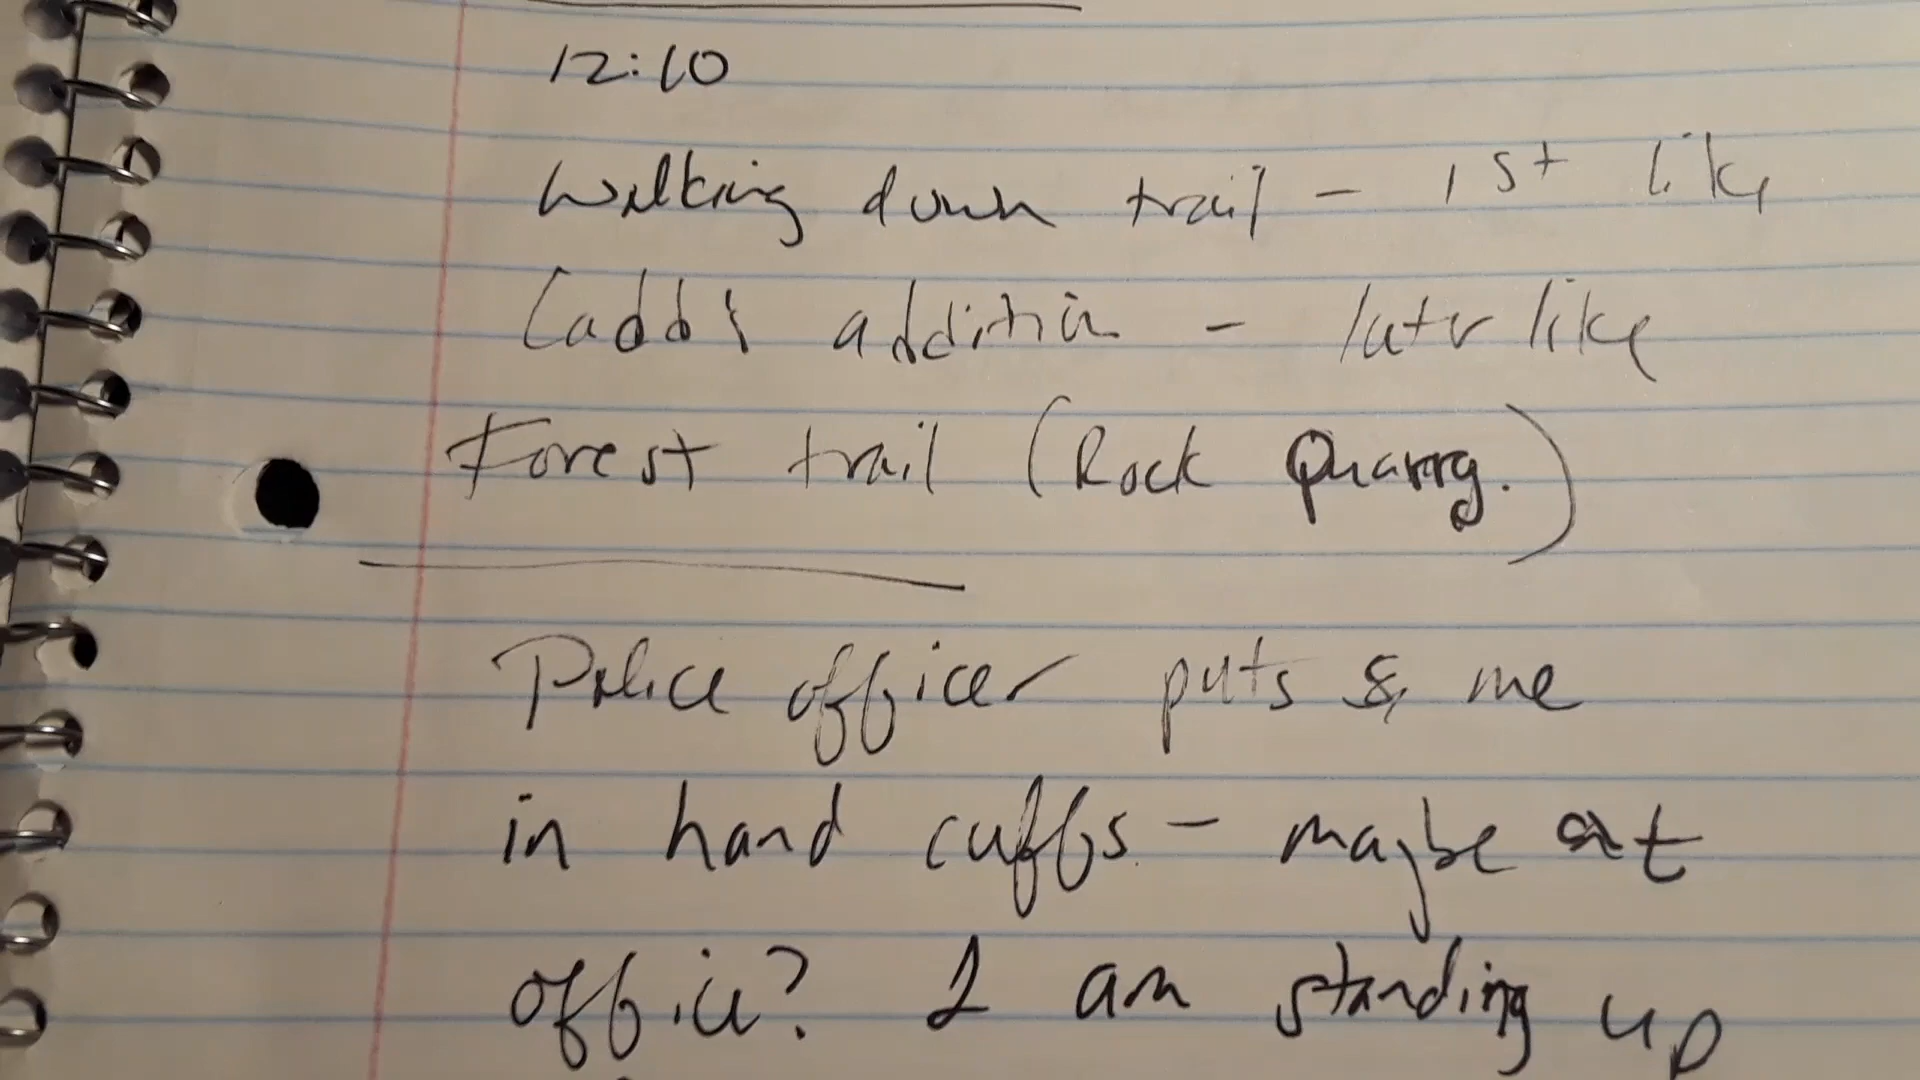 12:10
Walking down trail - 1st like
Ladd's addition - later like
Forest trail (Rock Quarry.)
Police officer puts & me
in hand cuffs - maybe at
office? I am standing up